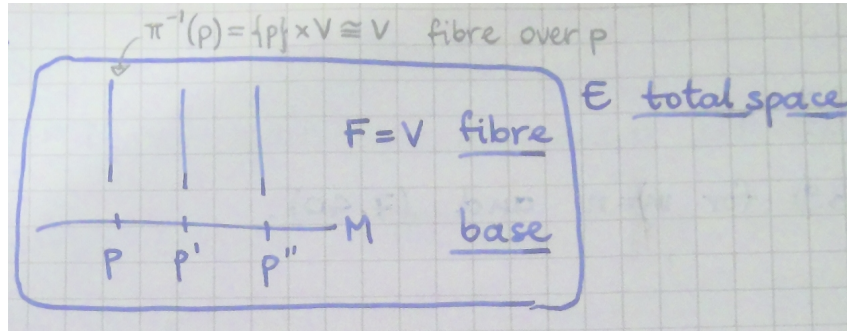 π⁻¹(p) = {p} × V ≅ V fibre over p
E total space
F = V fibre
M base
p p' p''